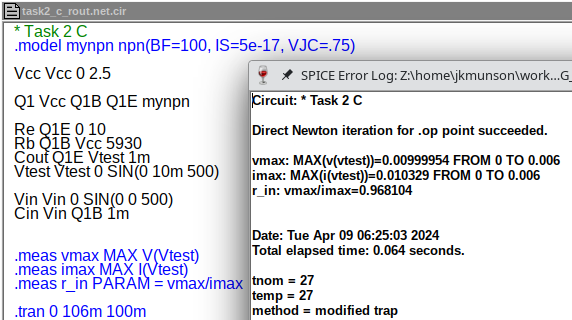 task2_c_rout.net.cir
* Task 2 C
.model mynpn npn(BF=100, IS=5e-17, VJC=.75)
Vcc Vcc 0 2.5
Q1 Vcc Q1B Q1E mynpn
Re Q1E 0 10
Rb Q1B Vcc 5930
Cout Q1E Vtest 1m
Vtest Vtest 0 SIN(0 10m 500)
Vin Vin 0 SIN(0 0 500)
Cin Vin Q1B 1m
.meas vmax MAX V(Vtest)
.meas imax MAX I(Vtest)
.meas r_in PARAM = vmax/imax
.tran 0 106m 100m
SPICE Error Log: Z:\home\jkmunson\work...G_
Circuit: * Task 2 C
Direct Newton iteration for .op point succeeded.
vmax: MAX(v(vtest))=0.00999954 FROM 0 TO 0.006
imax: MAX(i(vtest))=0.010329 FROM 0 TO 0.006
r_in: vmax/imax=0.968104
Date: Tue Apr 09 06:25:03 2024
Total elapsed time: 0.064 seconds.
tnom = 27
temp = 27
method = modified trap